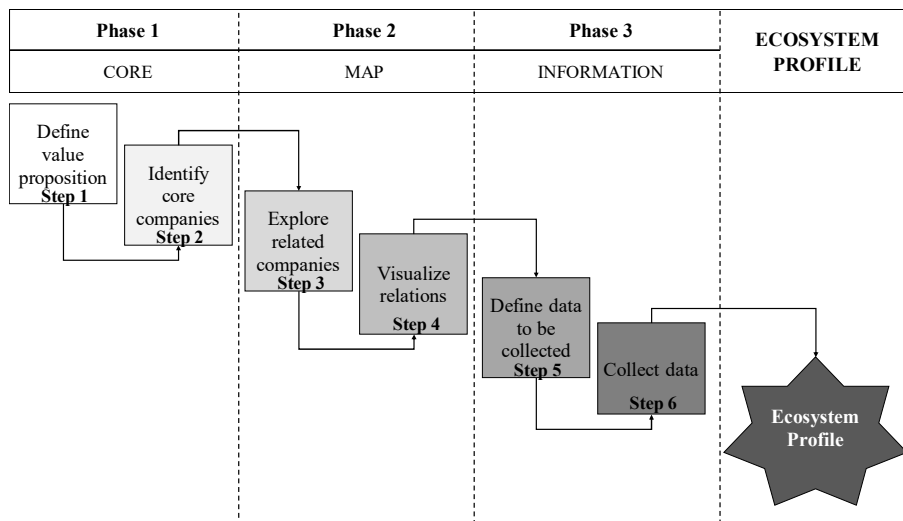 Phase 1
Phase 2
Phase 3
ECOSYSTEM
PROFILE
CORE
MAP
INFORMATION
Define
value
proposition
Step 1
Identify
core
companies
Step 2
Explore
related
companies
Step 3
Visualize
relations
Step 4
Define data
to be
collected
Step 5
Collect data
Step 6
Ecosystem
Profile